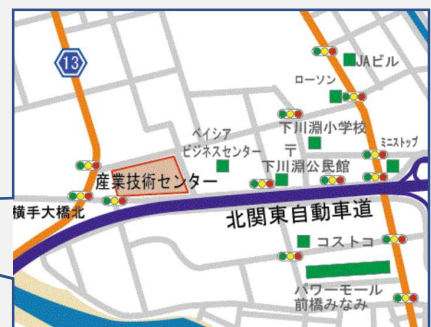 13
JAビル
ローソン
下川淵小学校
ベイシア
ビジネスセンター
〒
ミニストップ
下川淵公民館
産業技術センター
横手大橋北
北関東自動車道
コストコ
パワーモール
前橋みなみ